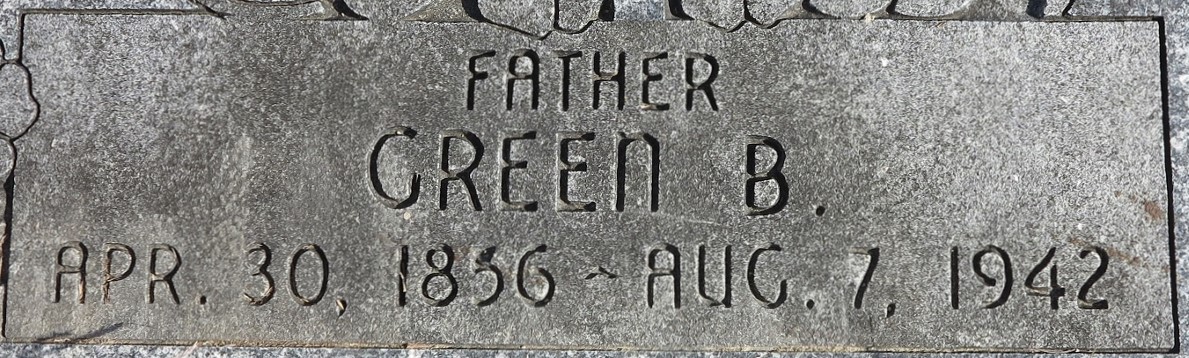 FATHER
GREEN B.
APR. 30, 1856 ~ AUG. 7, 1942